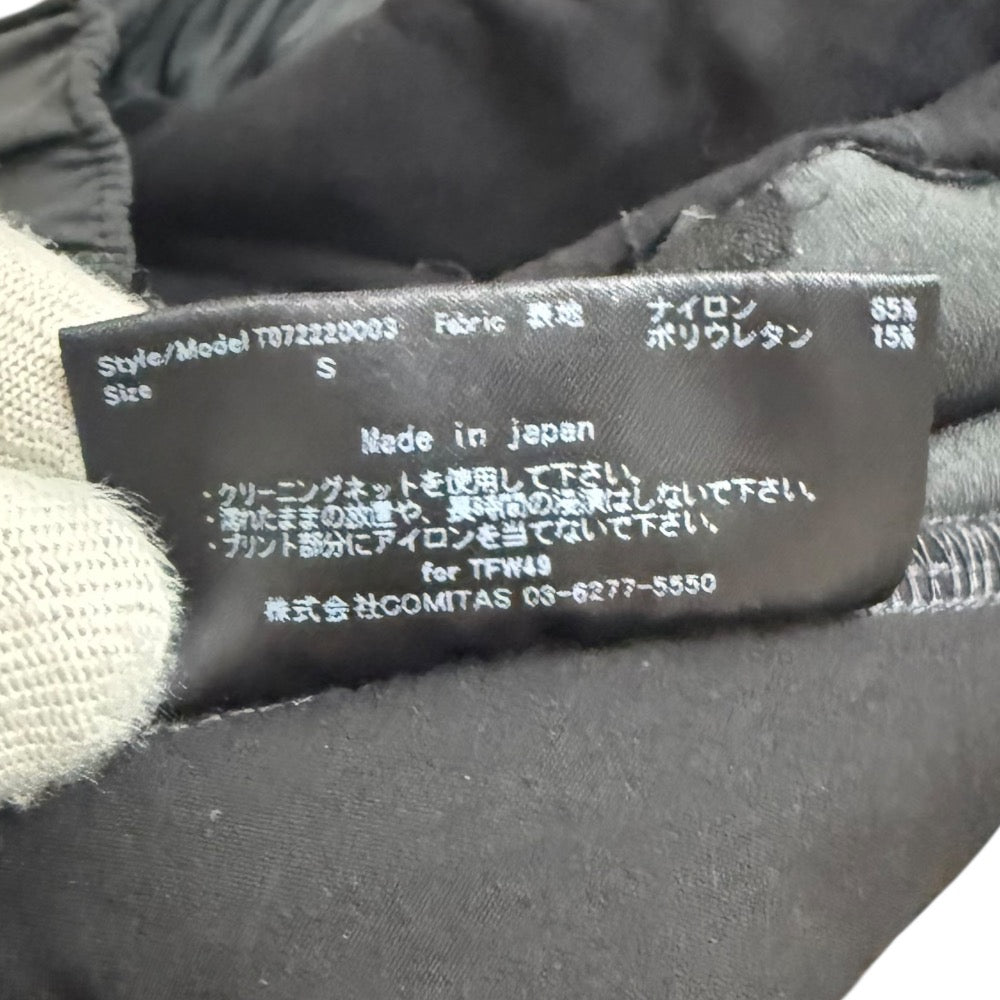 Style/Model T072220003 Fabric 表地 ナイロン 85%
ポリウレタン 15%
Size S
Made in japan
・クリーニングネットを使用して下さい。
・濡れたままの放置や、長時間の浸漬はしないで下さい。
・プリント部分にアイロンを当てないで下さい。
for TFW49
株式会社COMITAS 03-6277-5550